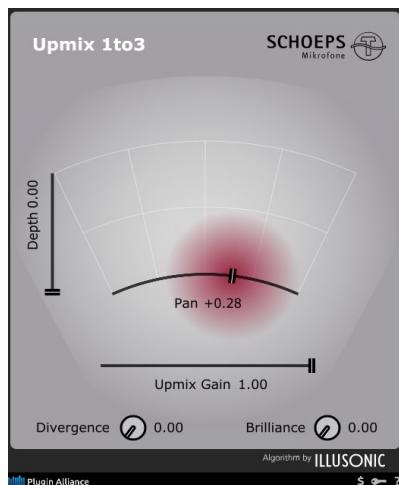 Upmix 1to3
SCHOEPS
Mikrofone
Depth 0.00
Pan +0.28
Upmix Gain 1.00
Divergence 0.00
Brilliance 0.00
Algorithm by ILLUSONIC
Plugin Alliance
$